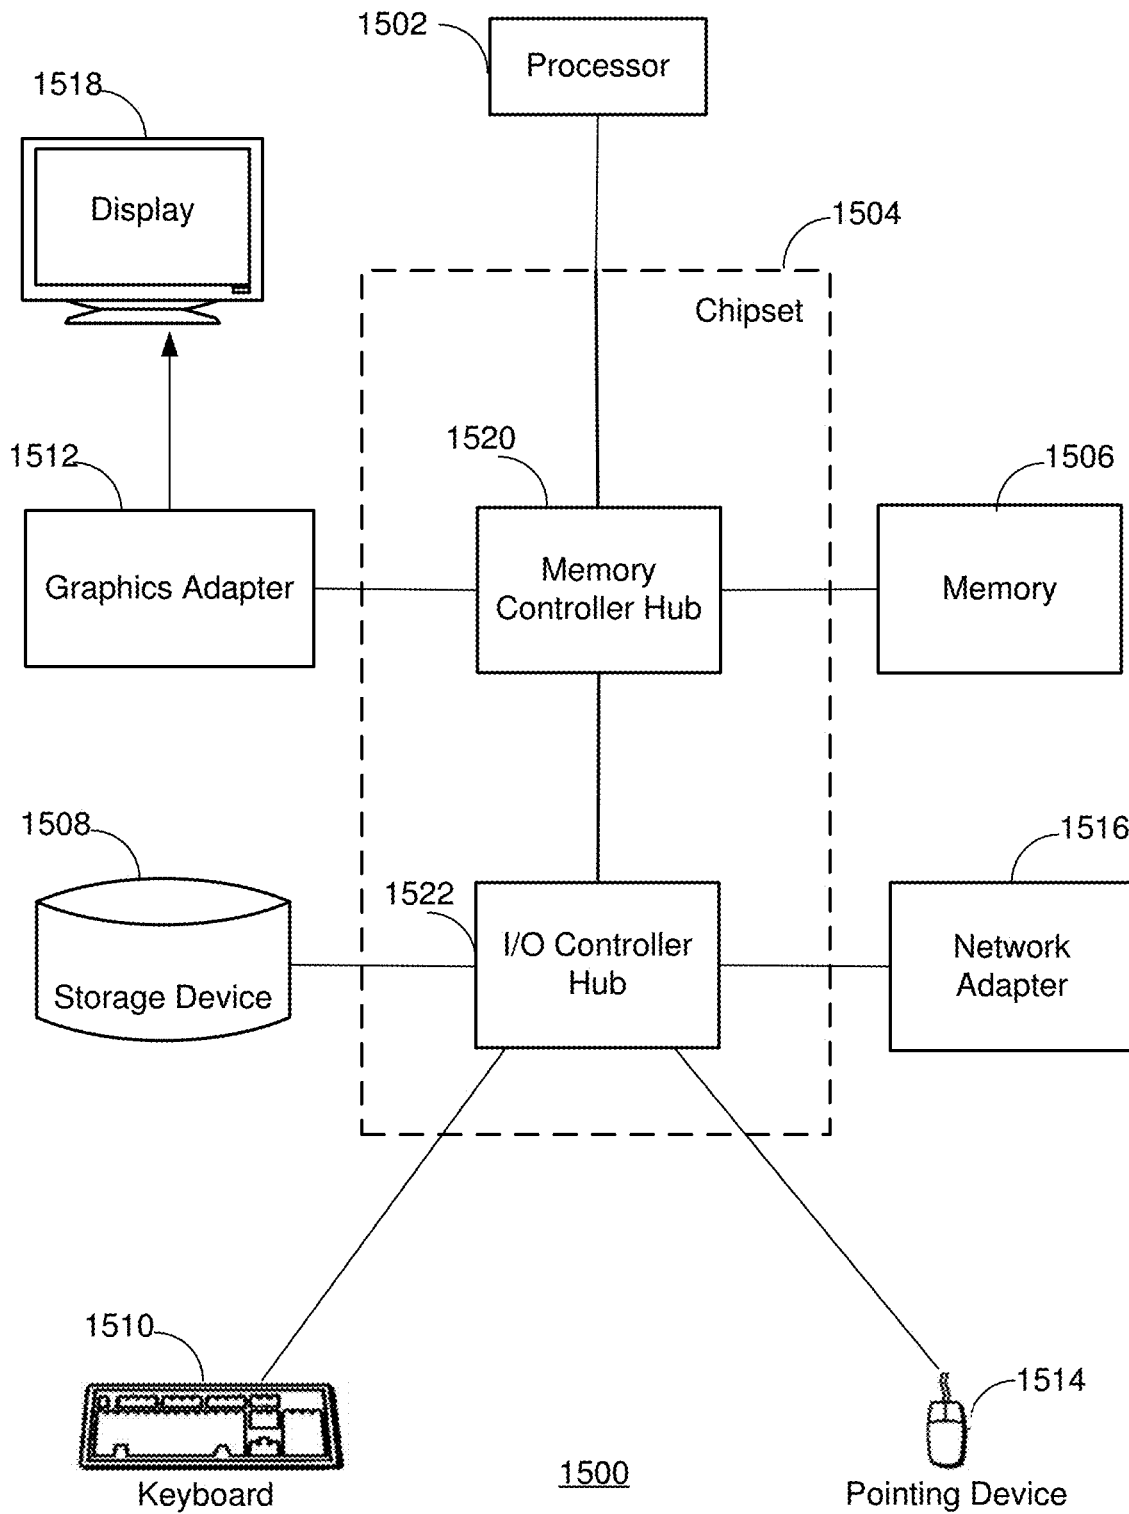 1502
Processor
1518
Display
1504
Chipset
1520
1512
1506
Memory
Controller Hub
Graphics Adapter
Memory
1508
1516
1522
I/O Controller
Hub
Network
Adapter
Storage Device
1510
1514
Keyboard
1500
Pointing Device